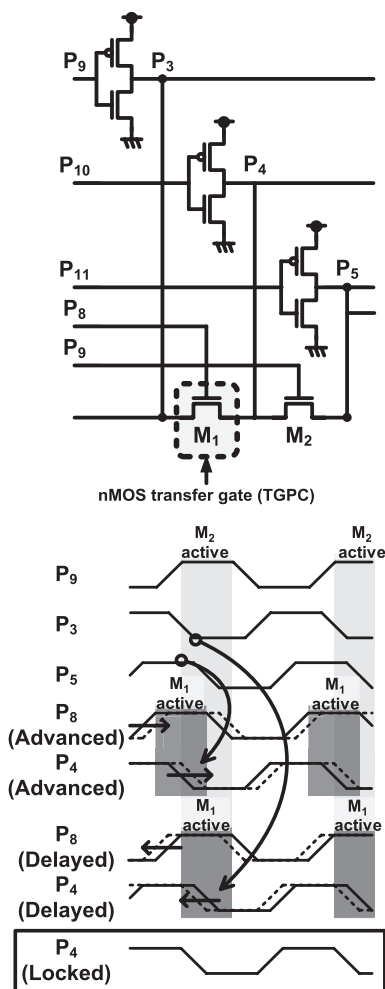 P9
P3
P10
P4
P11
P5
P8
P9
M1
M2
nMOS transfer gate (TGPC)
M2
active
M2
active
P9
P3
P5
M1
active
M1
active
P8
(Advanced)
P4
(Advanced)
M1
active
M1
active
P8
(Delayed)
P4
(Delayed)
P4
(Locked)